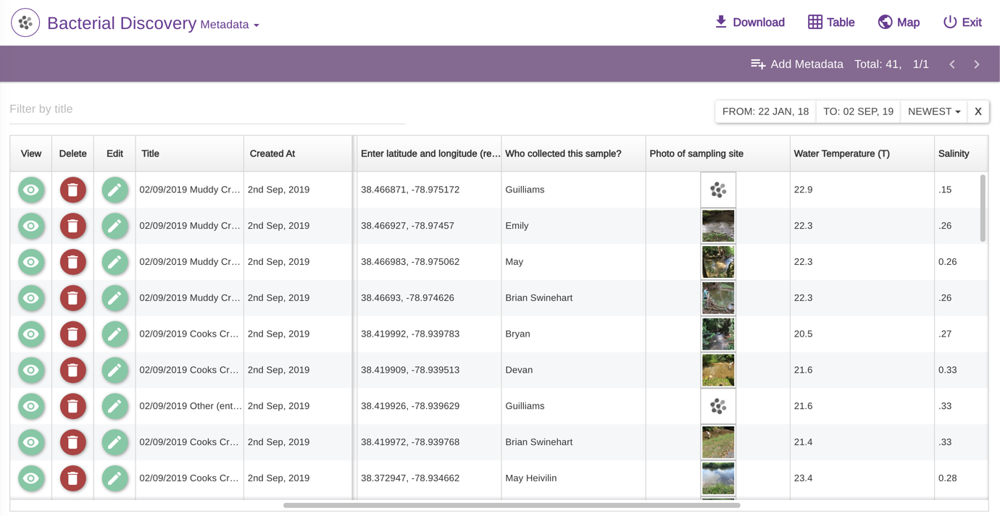 Bacterial Discovery Metadata
Download Table Map Exit
Add Metadata Total: 41, 1/1
Filter by title
FROM: 22 JAN, 18 TO: 02 SEP, 19 NEWEST X
View Delete Edit Title Created At Enter latitude and longitude (re... Who collected this sample? Photo of sampling site Water Temperature (T) Salinity
02/09/2019 Muddy Cr... 2nd Sep, 2019 38.466871, -78.975172 Guilliams 22.9 .15
02/09/2019 Muddy Cr... 2nd Sep, 2019 38.466927, -78.97457 Emily 22.3 .26
02/09/2019 Muddy Cr... 2nd Sep, 2019 38.466983, -78.975062 May 22.3 0.26
02/09/2019 Muddy Cr... 2nd Sep, 2019 38.46693, -78.974626 Brian Swinehart 22.3 .26
02/09/2019 Cooks Cr... 2nd Sep, 2019 38.419992, -78.939783 Bryan 20.5 .27
02/09/2019 Cooks Cr... 2nd Sep, 2019 38.419909, -78.939513 Devan 21.6 0.33
02/09/2019 Other (ent... 2nd Sep, 2019 38.419926, -78.939629 Guilliams 21.6 .33
02/09/2019 Cooks Cr... 2nd Sep, 2019 38.419972, -78.939768 Brian Swinehart 21.4 .33
02/09/2019 Cooks Cr... 2nd Sep, 2019 38.372947, -78.934662 May Heivilin 23.4 0.28